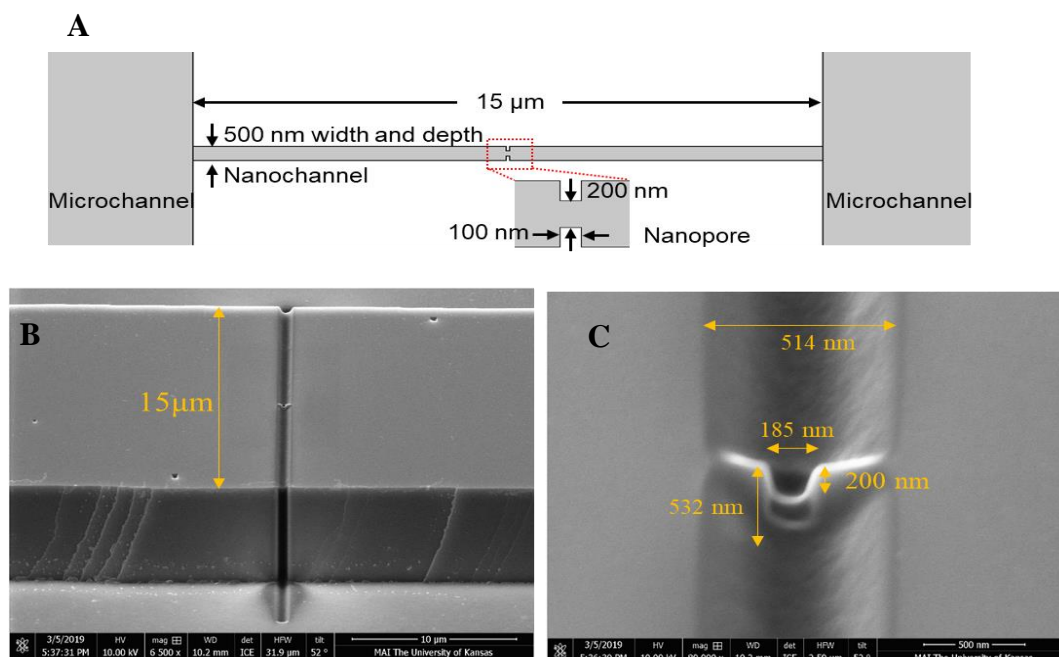 A
15 µm
500 nm width and depth
Nanochannel
Microchannel
Microchannel
200 nm
100 nm
Nanopore
B
15µm
3/5/2019 HV mag WD det HFW tilt 10 µm
5:37:31 PM 10.00 kV 6 500 x 10.2 mm ICE 31.9 µm 52 ° MAI The University of Kansas
C
514 nm
185 nm
200 nm
532 nm
3/5/2019 HV mag WD det HFW tilt 500 nm
MAI The University of Kansas